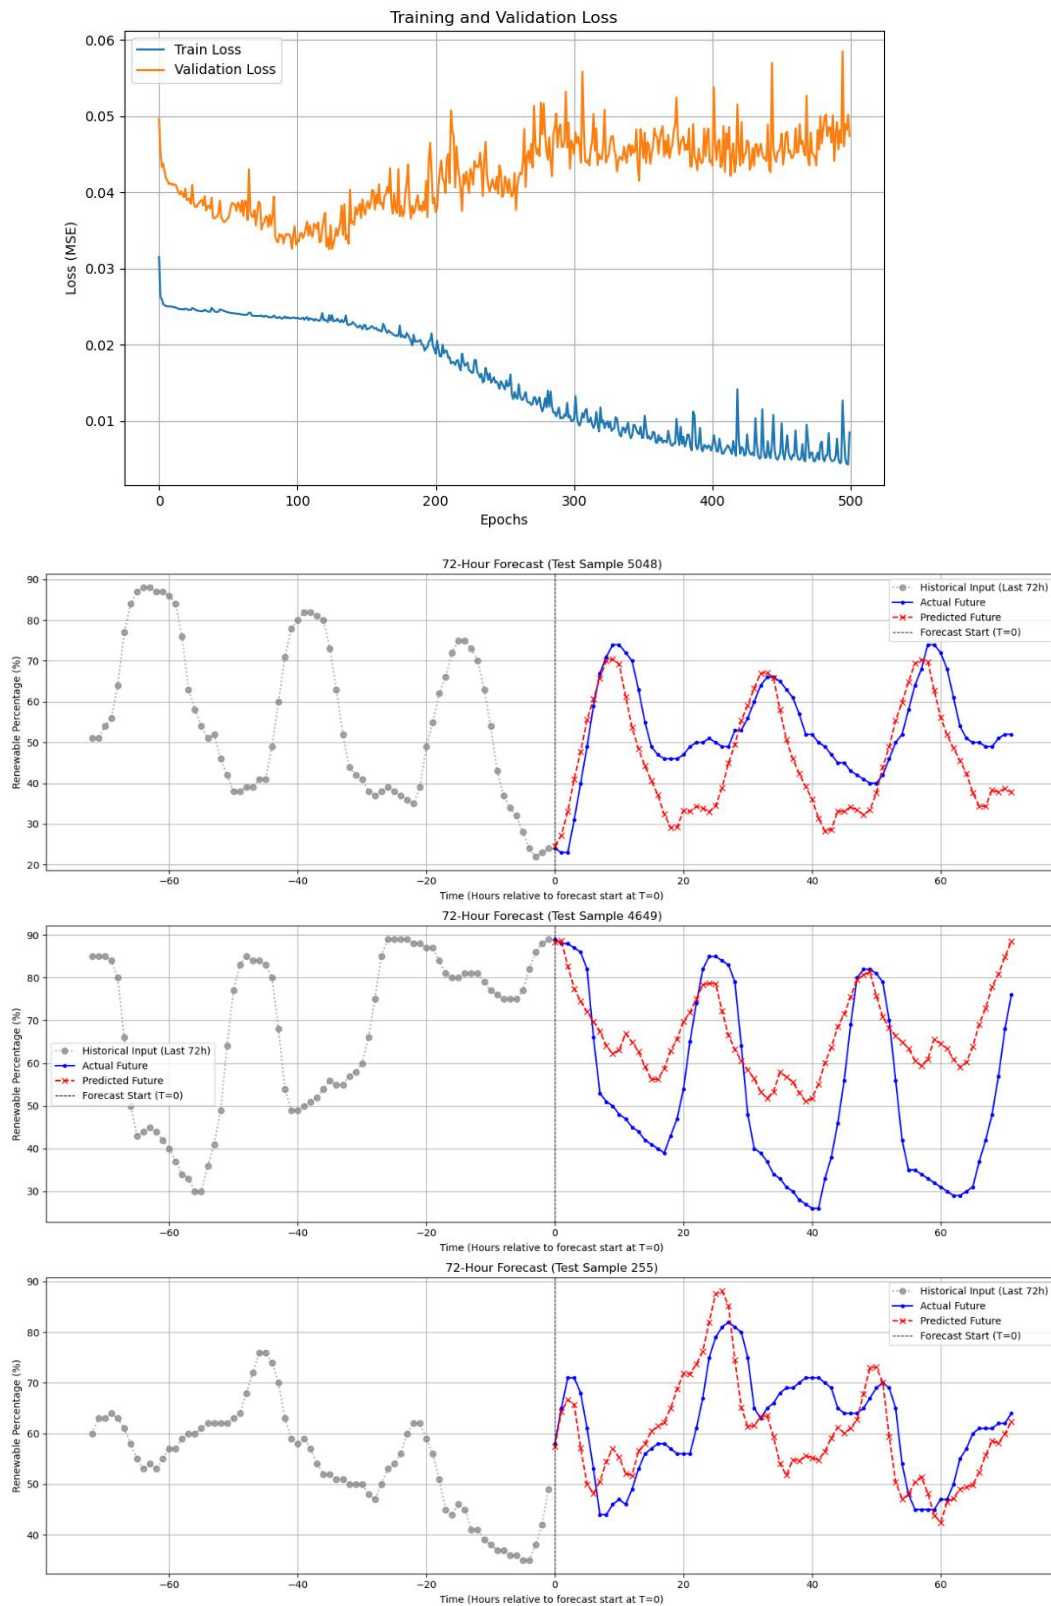 Training and Validation Loss
Train Loss
Validation Loss
0.06
0.05
0.04
0.03
0.02
0.01
Loss (MSE)
0 100 200 300 400 500
Epochs
72-Hour Forecast (Test Sample 5048)
Historical Input (Last 72h)
Actual Future
Predicted Future
Forecast Start (T=0)
90
80
70
60
50
40
30
20
Renewable Percentage (%)
−60 −40 −20 0 20 40 60
Time (Hours relative to forecast start at T=0)
72-Hour Forecast (Test Sample 4649)
90
80
70
60
50
40
30
Renewable Percentage (%)
Historical Input (Last 72h)
Actual Future
Predicted Future
Forecast Start (T=0)
−60 −40 −20 0 20 40 60
Time (Hours relative to forecast start at T=0)
72-Hour Forecast (Test Sample 255)
Historical Input (Last 72h)
Actual Future
Predicted Future
Forecast Start (T=0)
90
80
70
60
50
40
Renewable Percentage (%)
−60 −40 −20 0 20 40 60
Time (Hours relative to forecast start at T=0)